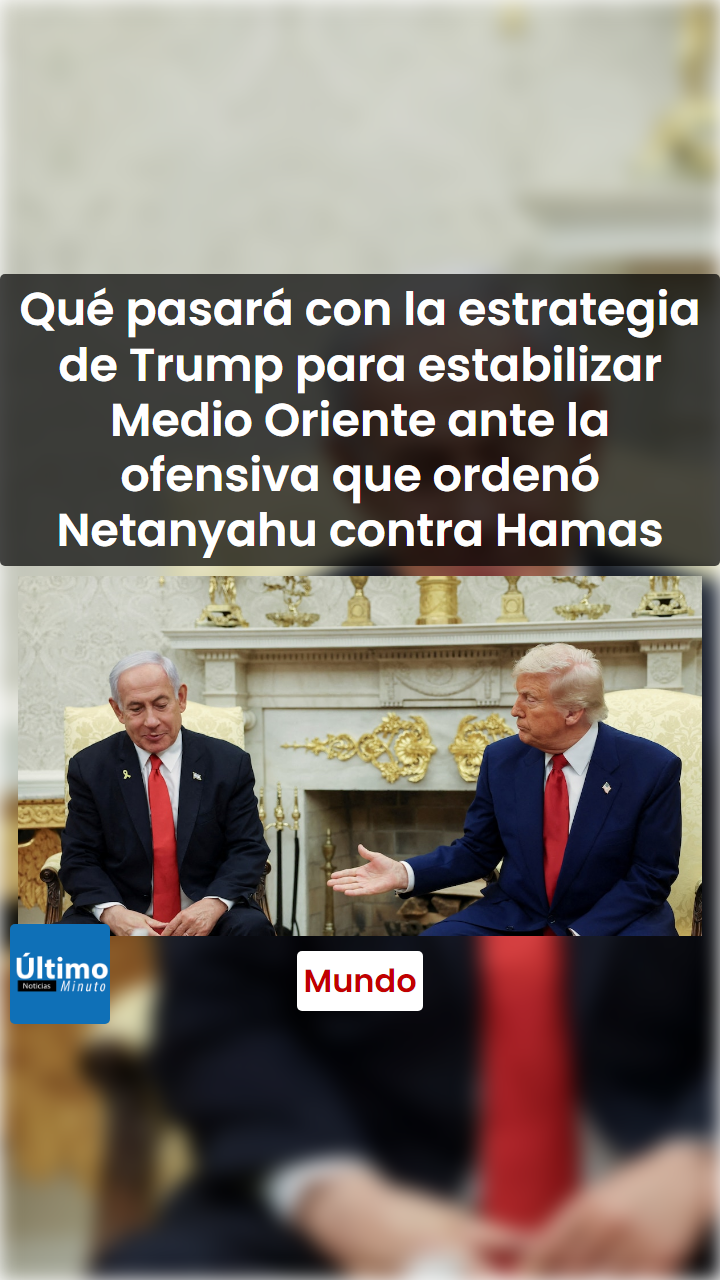 Qué pasará con la estrategia
de Trump para estabilizar
Medio Oriente ante la
ofensiva que ordenó
Netanyahu contra Hamas
Último
Noticias Minuto
Mundo